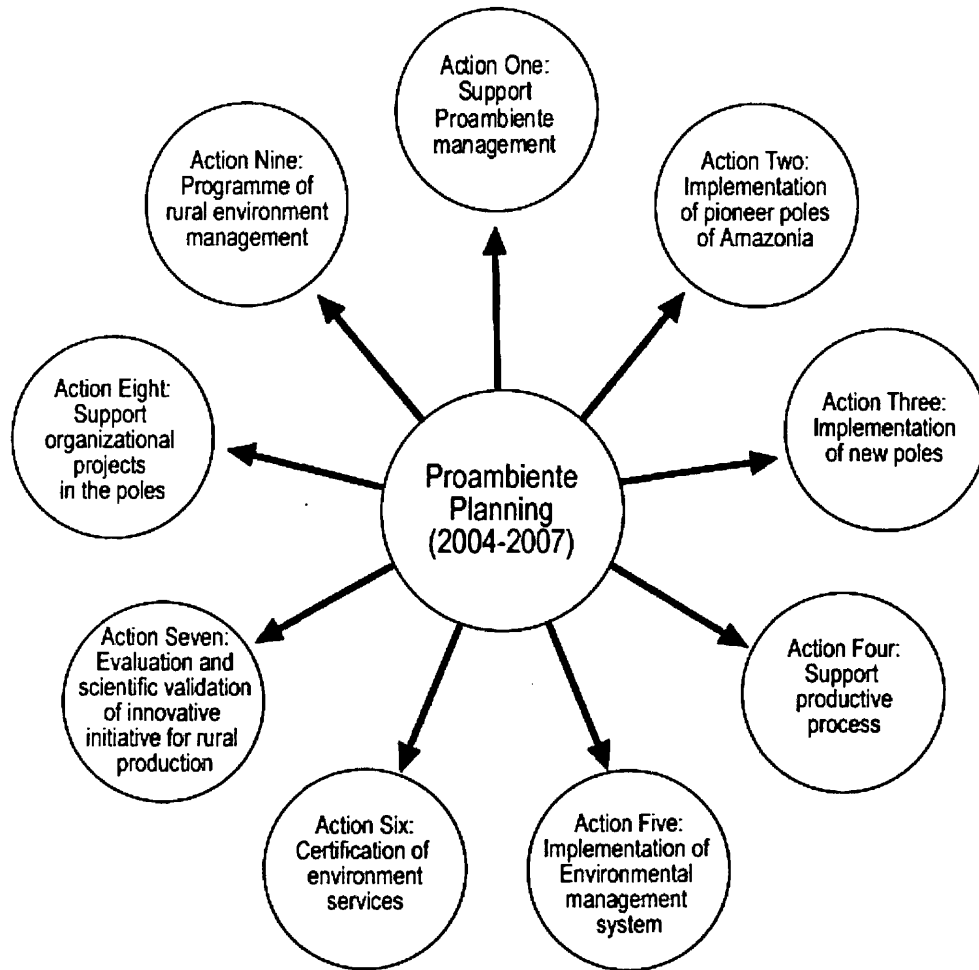 Action One:
Support
Proambiente
management
Action Two:
Implementation
of pioneer poles
of Amazonia
Action Three:
Implementation
of new poles
Action Four:
Support
productive
process
Action Five:
Implementation of
Environmental
management
system
Action Six:
Certification of
environment
services
Action Seven:
Evaluation and
scientific validation
of innovative
initiative for rural
production
Action Eight:
Support
organizational
projects
in the poles
Action Nine:
Programme of
rural environment
management
Proambiente
Planning
(2004-2007)